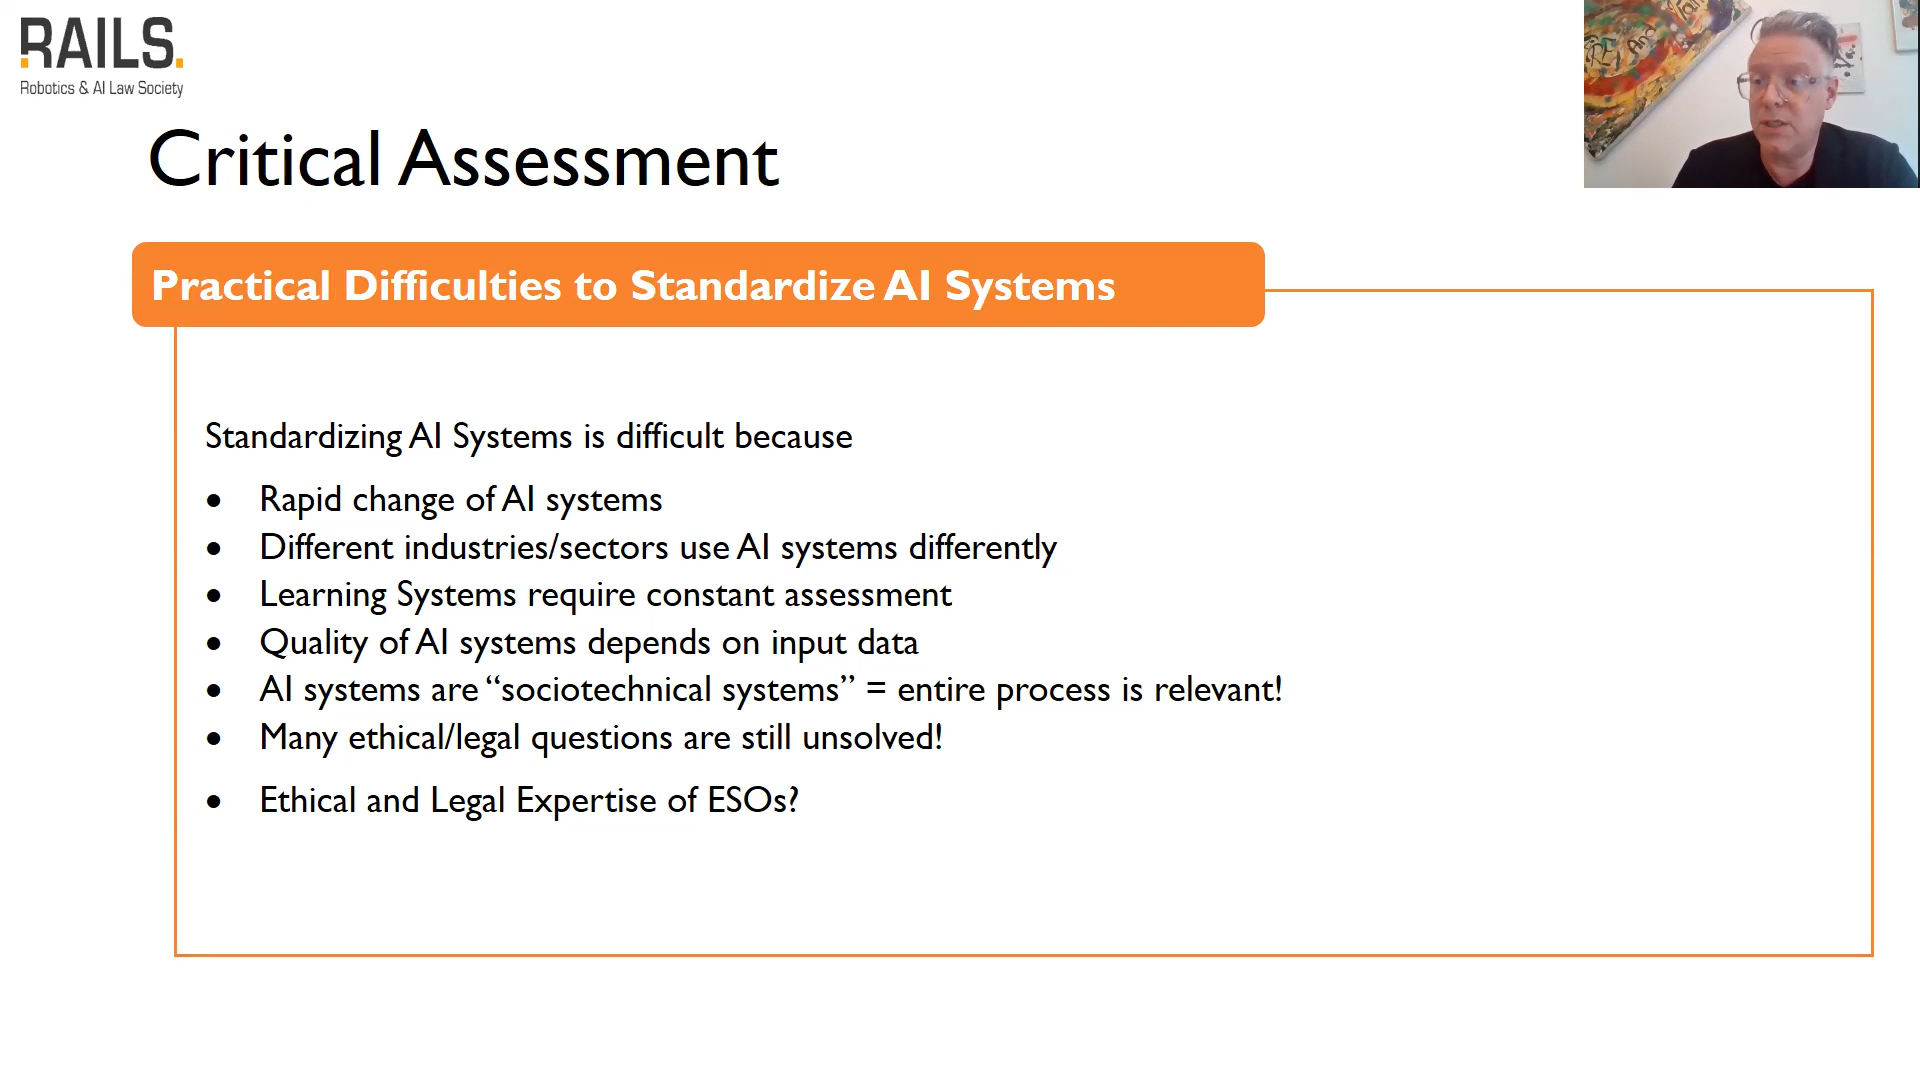 RAILS.
Robotics & AI Law Society
Critical Assessment
Practical Difficulties to Standardize AI Systems
Standardizing AI Systems is difficult because
• Rapid change of AI systems
• Different industries/sectors use AI systems differently
• Learning Systems require constant assessment
• Quality of AI systems depends on input data
• AI systems are “sociotechnical systems” = entire process is relevant!
• Many ethical/legal questions are still unsolved!
• Ethical and Legal Expertise of ESOs?